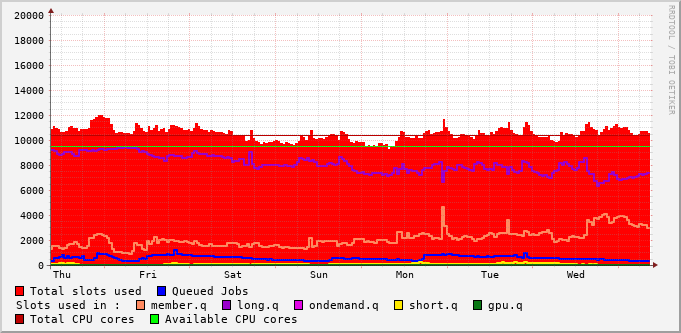 RRDTOOL / TOBI OETIKER
20000
18000
16000
14000
12000
10000
8000
6000
4000
2000
0
Thu Fri Sat Sun Mon Tue Wed
Total slots used Queued Jobs
Slots used in : member.q long.q ondemand.q short.q gpu.q
Total CPU cores Available CPU cores